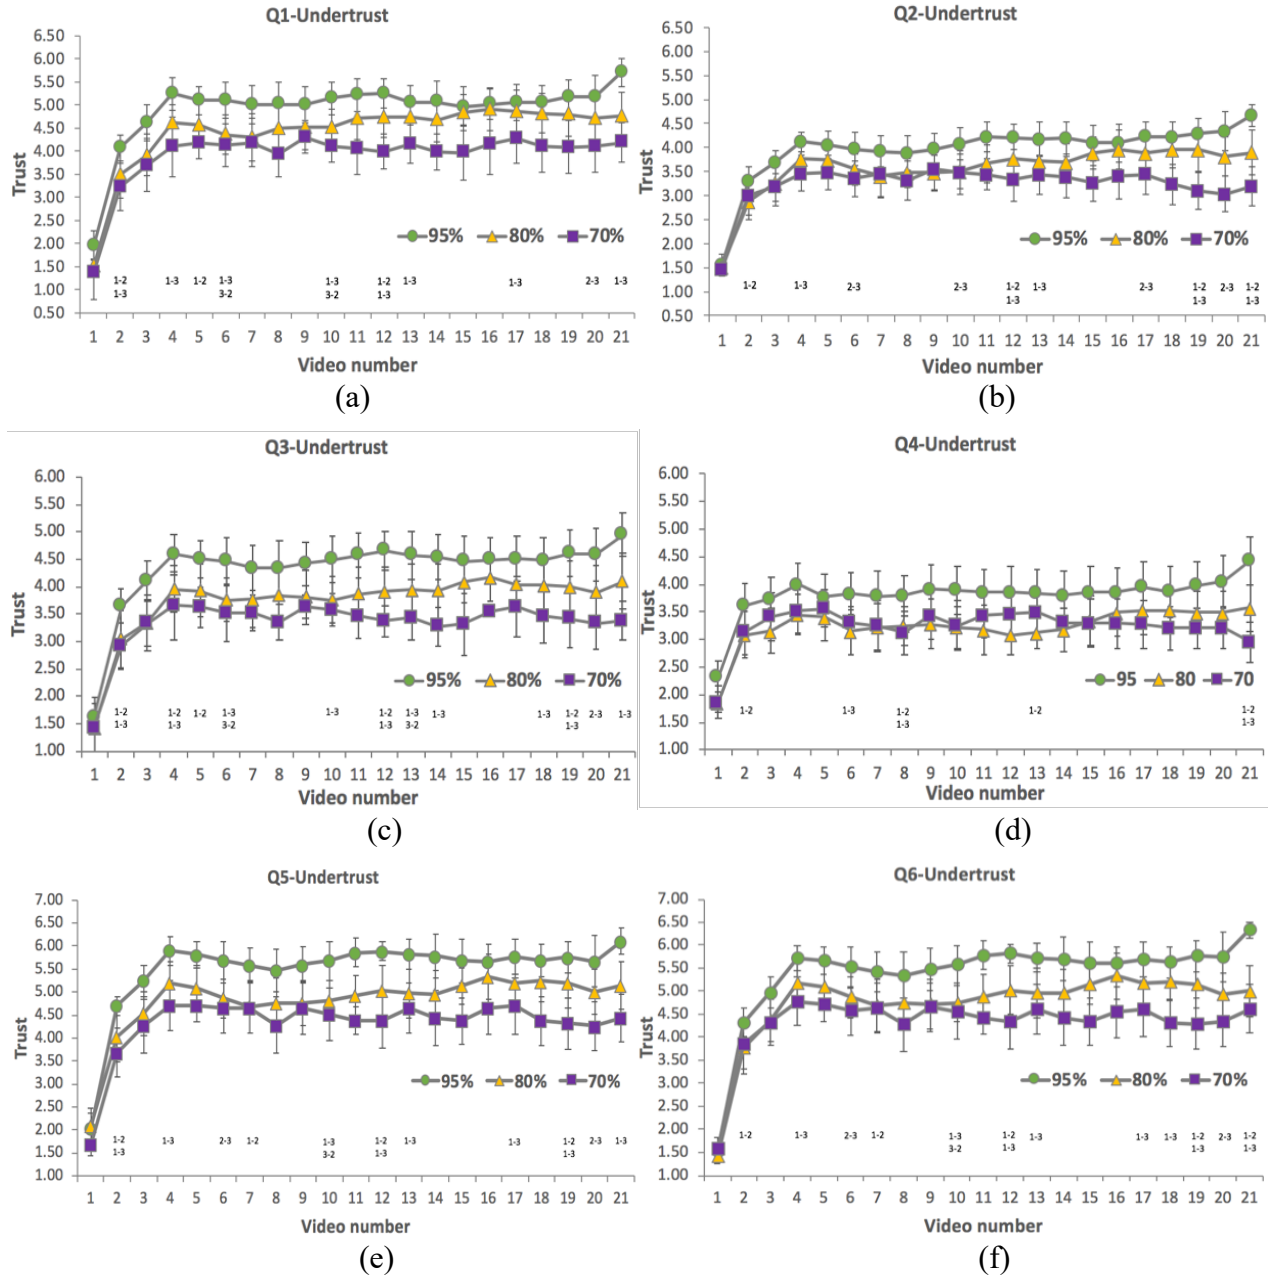 Q1-Undertrust
6.50
6.00
5.50
5.00
4.50
4.00
3.50
3.00
2.50
2.00
1.50
1.00
0.50
Trust
95% 80% 70%
1-2 1-3 1-2 1-3 1-3 1-2 1-3 1-3 2-3 1-3
1-3 3-2 3-2 1-3
1 2 3 4 5 6 7 8 9 10 11 12 13 14 15 16 17 18 19 20 21
Video number
(a)
Q2-Undertrust
6.50
6.00
5.50
5.00
4.50
4.00
3.50
3.00
2.50
2.00
1.50
1.00
0.50
Trust
95% 80% 70%
1-2 1-3 2-3 2-3 1-2 1-3 2-3 1-2 2-3 1-2
1-3 1-3 1-3
1 2 3 4 5 6 7 8 9 10 11 12 13 14 15 16 17 18 19 20 21
Video number
(b)
Q3-Undertrust
6.00
5.50
5.00
4.50
4.00
3.50
3.00
2.50
2.00
1.50
1.00
Trust
95% 80% 70%
1-2 1-2 1-2 1-3 1-3 1-2 1-3 1-3 1-3 1-2 2-3 1-3
1-3 1-3 3-2 1-3 3-2 1-3
1 2 3 4 5 6 7 8 9 10 11 12 13 14 15 16 17 18 19 20 21
Video number
(c)
Q4-Undertrust
6.00
5.50
5.00
4.50
4.00
3.50
3.00
2.50
2.00
1.50
1.00
Trust
95 80 70
1-2 1-3 1-2 1-2 1-2
1-3 1-3
1 2 3 4 5 6 7 8 9 10 11 12 13 14 15 16 17 18 19 20 21
Video number
(d)
Q5-Undertrust
7.00
6.50
6.00
5.50
5.00
4.50
4.00
3.50
3.00
2.50
2.00
1.50
1.00
Trust
95% 80% 70%
1-2 1-3 2-3 1-2 1-3 1-2 1-3 1-3 1-2 2-3 1-3
1-3 3-2 1-3 1-3
1 2 3 4 5 6 7 8 9 10 11 12 13 14 15 16 17 18 19 20 21
Video number
(e)
Q6-Undertrust
7.00
6.50
6.00
5.50
5.00
4.50
4.00
3.50
3.00
2.50
2.00
1.50
1.00
Trust
95% 80% 70%
1-2 1-3 2-3 1-2 1-3 1-2 1-3 1-3 1-3 1-2 2-3 1-2
3-2 1-3 1-3 1-3
1 2 3 4 5 6 7 8 9 10 11 12 13 14 15 16 17 18 19 20 21
Video number
(f)